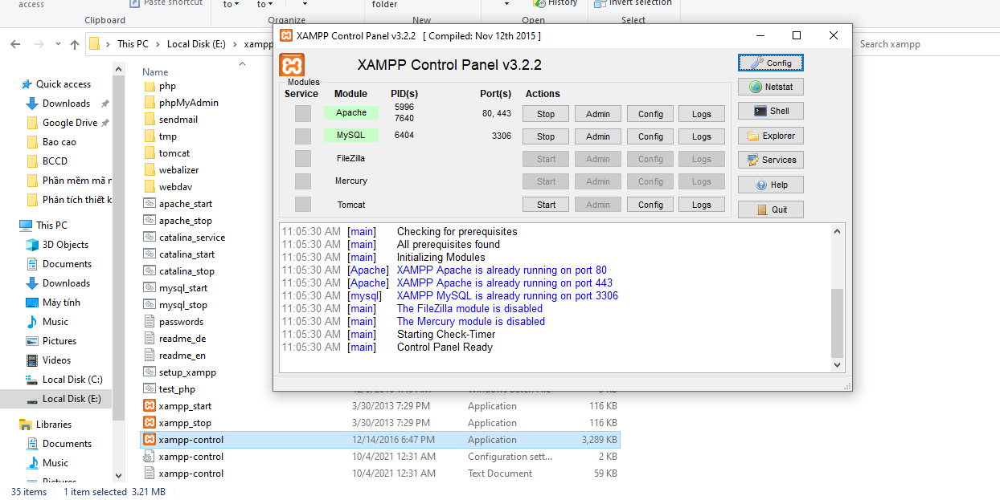 access
Paste shortcut
to
to
folder
History
Invert selection
Clipboard
Organize
New
Open
Select
This PC
Local Disk (E:)
xampp
Search xampp
Quick access
Downloads
Google Drive
Bao cao
BCCD
Phần mềm mã n
Phân tích thiết k
This PC
3D Objects
Documents
Downloads
Máy tính
Music
Pictures
Videos
Local Disk (C:)
Local Disk (E:)
Libraries
Documents
Music
Pictures
Name
php
phpMyAdmin
sendmail
tmp
tomcat
webalizer
webdav
apache_start
apache_stop
catalina_service
catalina_start
catalina_stop
mysql_start
mysql_stop
passwords
readme_de
readme_en
setup_xampp
test_php
xampp_start 3/30/2013 7:29 PM Application 116 KB
xampp_stop 3/30/2013 7:29 PM Application 116 KB
xampp-control 12/14/2016 6:47 PM Application 3,289 KB
xampp-control 10/4/2021 12:31 AM Configuration sett... 2 KB
xampp-control 10/4/2021 12:31 AM Text Document 59 KB
35 items 1 item selected 3.21 MB
XAMPP Control Panel v3.2.2 [ Compiled: Nov 12th 2015 ]
XAMPP Control Panel v3.2.2
Modules
Service Module PID(s) Port(s) Actions
Apache 5996 7640 80, 443 Stop Admin Config Logs
MySQL 6404 3306 Stop Admin Config Logs
FileZilla Start Admin Config Logs
Mercury Start Admin Config Logs
Tomcat Start Admin Config Logs
Config
Netstat
Shell
Explorer
Services
Help
Quit
11:05:30 AM [main] Checking for prerequisites
11:05:30 AM [main] All prerequisites found
11:05:30 AM [main] Initializing Modules
11:05:30 AM [Apache] XAMPP Apache is already running on port 80
11:05:30 AM [Apache] XAMPP Apache is already running on port 443
11:05:30 AM [mysql] XAMPP MySQL is already running on port 3306
11:05:30 AM [main] The FileZilla module is disabled
11:05:30 AM [main] The Mercury module is disabled
11:05:30 AM [main] Starting Check-Timer
11:05:30 AM [main] Control Panel Ready